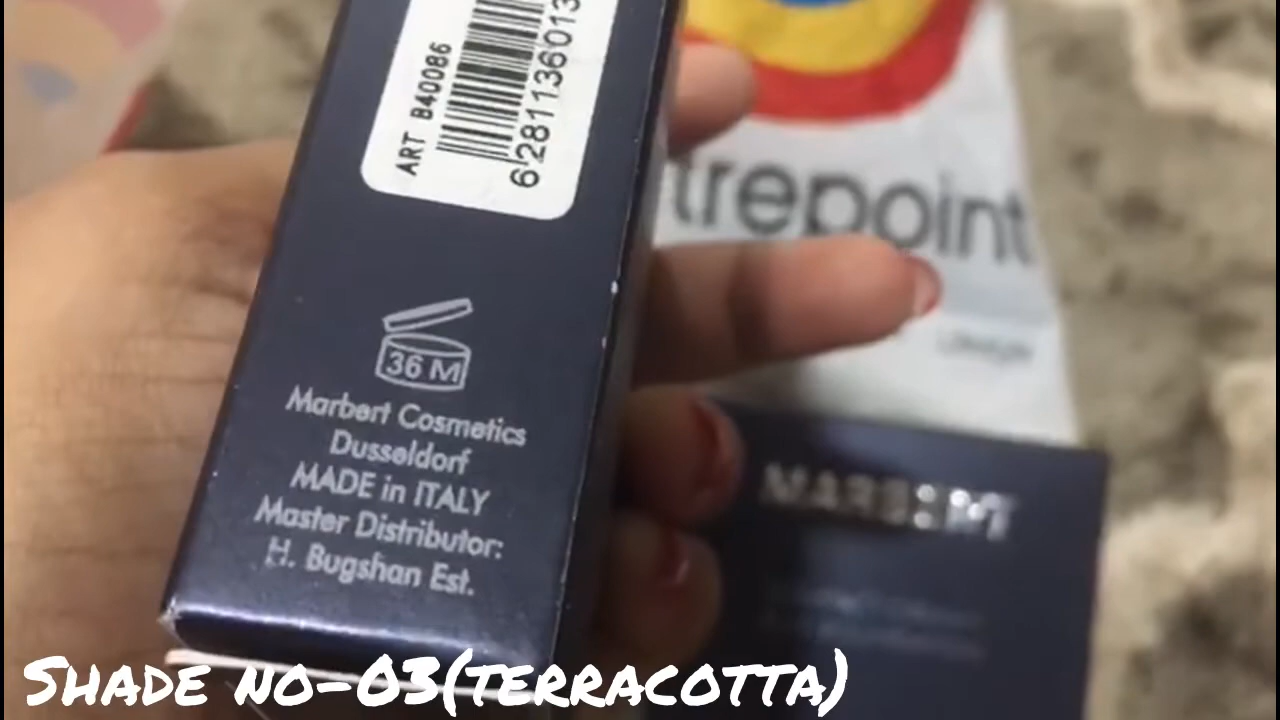 ART B40086
6281136013
trepoint
36 M
Marbert Cosmetics
Dusseldorf
MADE in ITALY
Master Distributor:
H. Bugshan Est.
MARBERT
SHADE NO-03(TERRACOTTA)